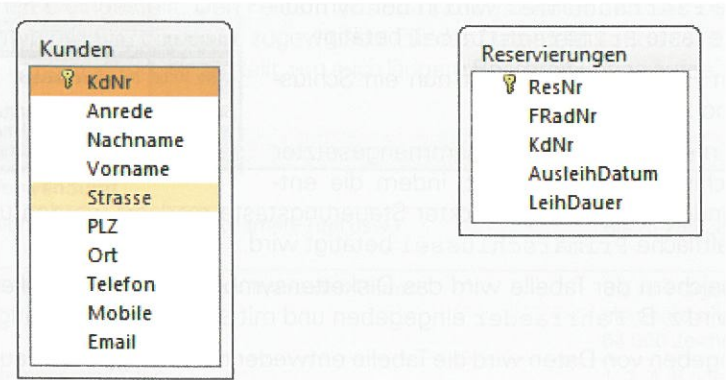 Kunden
KdNr
Anrede
Nachname
Vorname
Strasse
PLZ
Ort
Telefon
Mobile
Email
Reservierungen
ResNr
FRadNr
KdNr
AusleihDatum
LeihDauer